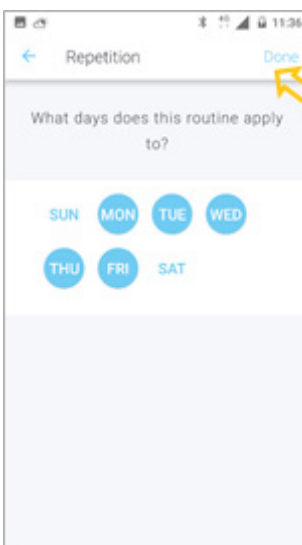 11:36
Repetition
Done
What days does this routine apply
to?
SUN MON TUE WED
THU FRI SAT